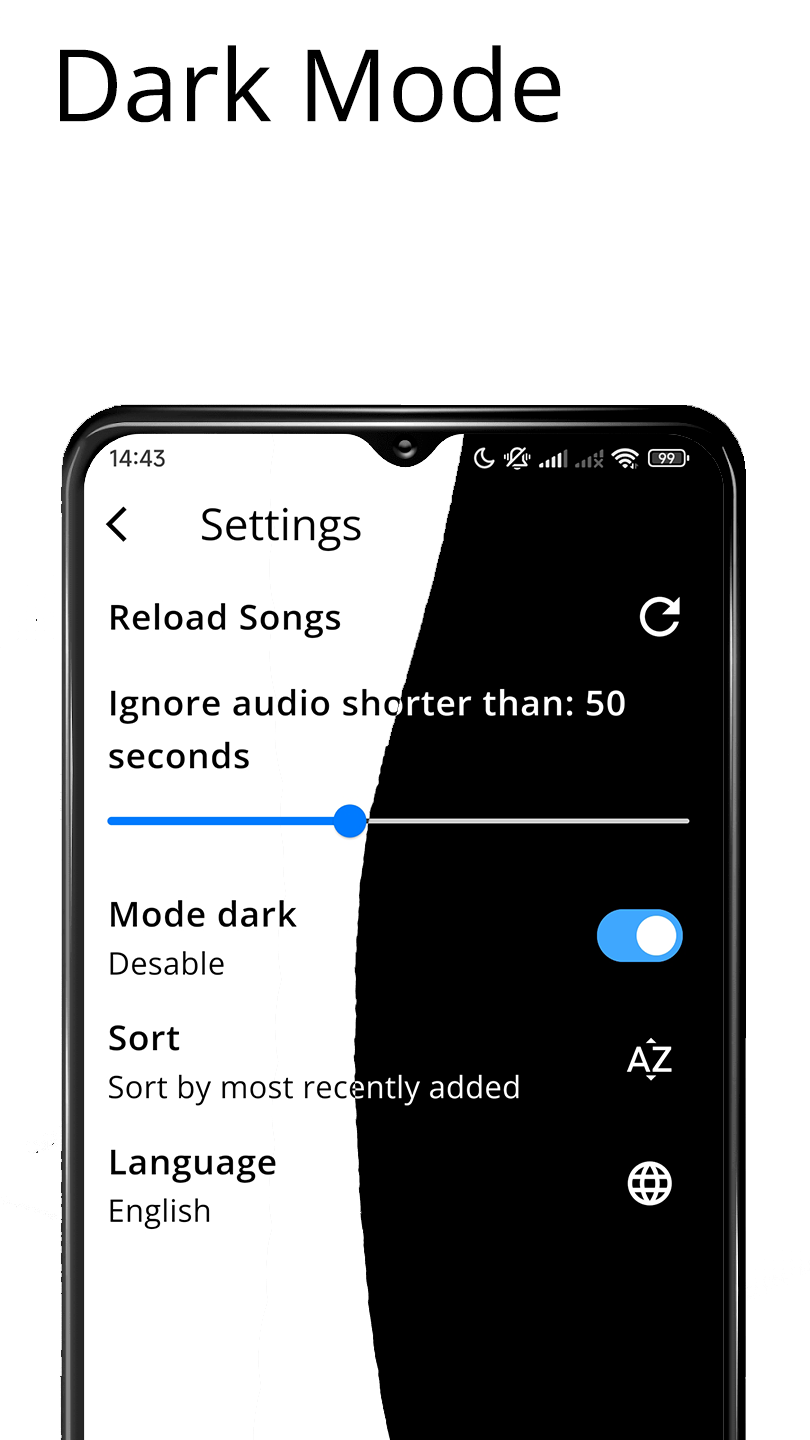 Dark Mode
14:43
99
Settings
Reload Songs
Ignore audio shorter than: 50
seconds
Mode dark
Desable
Sort
Sort by most recently added
AZ
Language
English